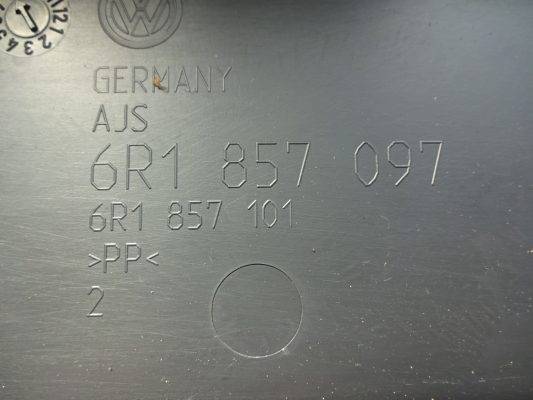 GERMANY
AJS
6R1 857 097
6R1 857 101
>PP<
2